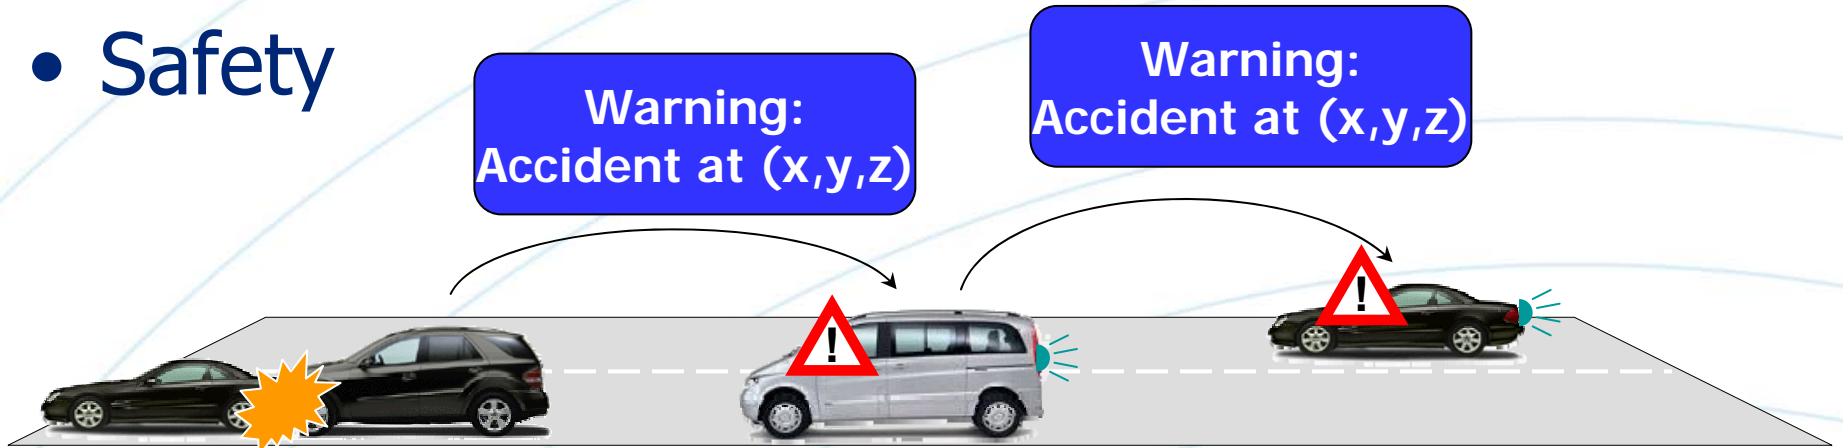 • Safety
Warning:
Accident at (x,y,z)
Warning:
Accident at (x,y,z)
!
!